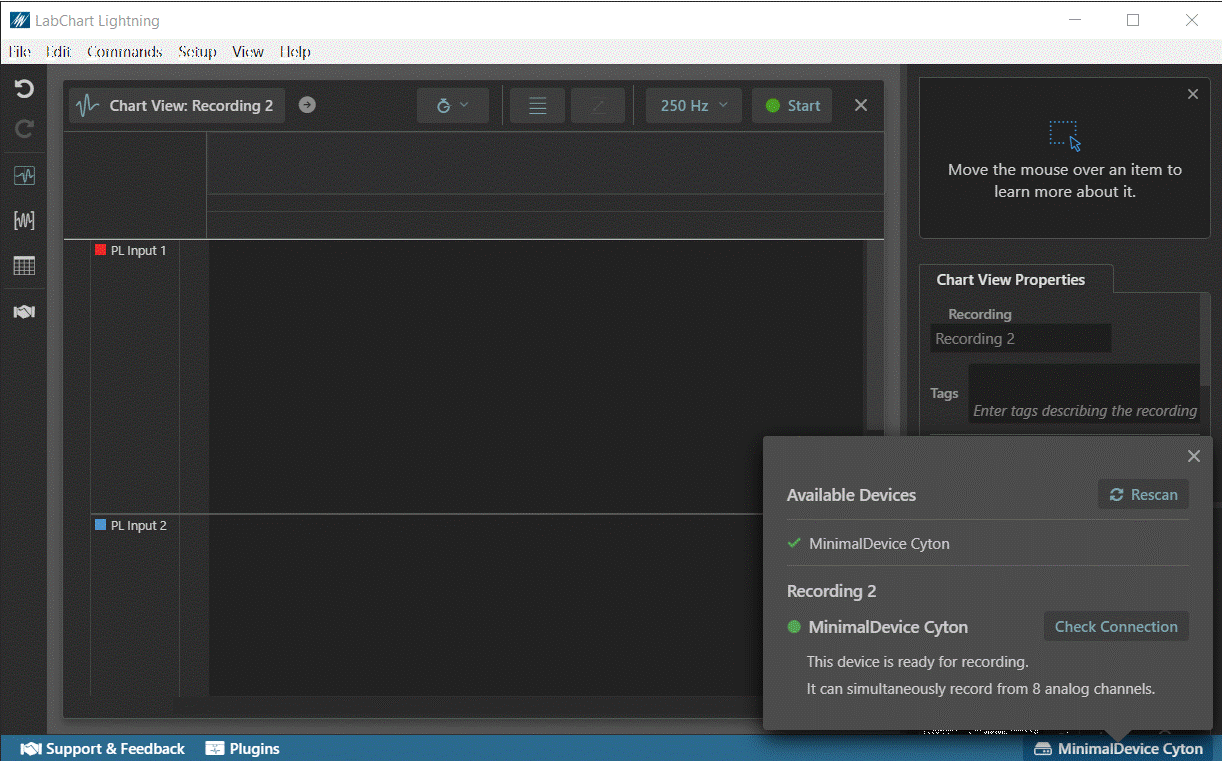 LabChart Lightning
File Edit Commands Setup View Help
Chart View: Recording 2
250 Hz
Start
Move the mouse over an item to
learn more about it.
PL Input 1
Chart View Properties
Recording
Recording 2
Tags
Enter tags describing the recording
Available Devices
Rescan
PL Input 2
MinimalDevice Cyton
Recording 2
MinimalDevice Cyton
Check Connection
This device is ready for recording.
It can simultaneously record from 8 analog channels.
Support & Feedback
Plugins
MinimalDevice Cyton